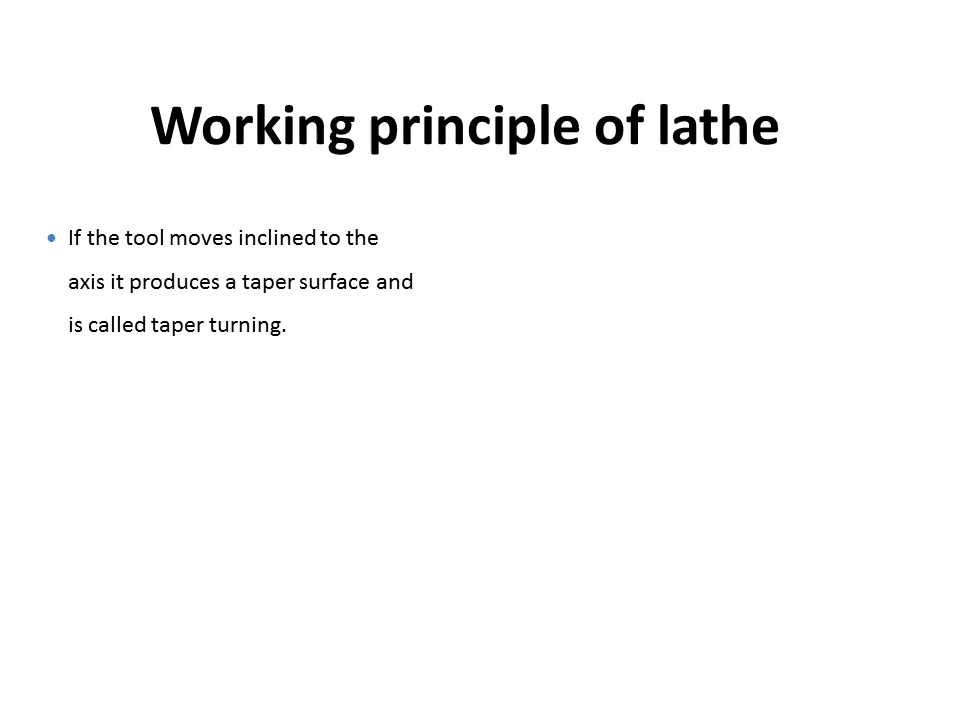 Working principle of lathe
• If the tool moves inclined to the
axis it produces a taper surface and
is called taper turning.